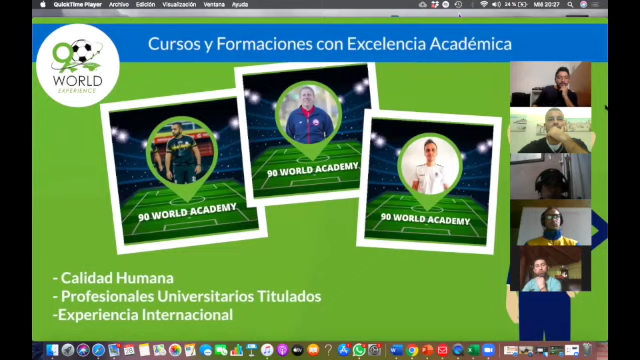 QuickTime Player Archivo Edición Visualización Ventana Ayuda
24 % Mié 20:27
Cursos y Formaciones con Excelencia Académica
90
WORLD
EXPERIENCE
90 WORLD ACADEMY
90 WORLD ACADEMY
90 WORLD ACADEMY
- Calidad Humana
- Profesionales Universitarios Titulados
-Experiencia Internacional